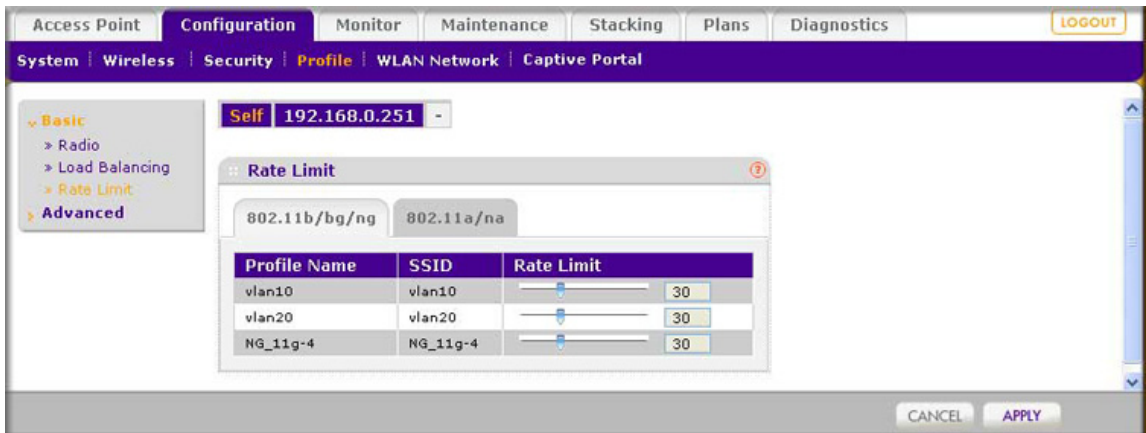 Access Point Configuration Monitor Maintenance Stacking Plans Diagnostics LOGOUT
System Wireless Security Profile WLAN Network Captive Portal
Basic
» Radio
» Load Balancing
» Rate Limit
Advanced
Self 192.168.0.251 -
Rate Limit ?
802.11b/bg/ng 802.11a/na
Profile Name SSID Rate Limit
vlan10 vlan10 30
vlan20 vlan20 30
NG_11g-4 NG_11g-4 30
CANCEL APPLY